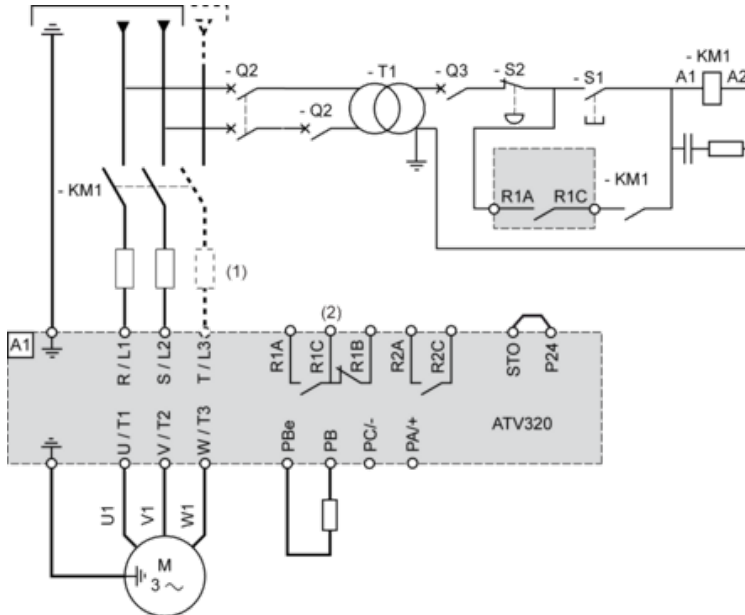 - Q2
- T1
- Q3
- S2
- S1
- KM1
A1
A2
- Q2
- KM1
R1A
R1C
- KM1
(1)
(2)
A1
R / L1
S / L2
T / L3
R1A
R1C
R1B
R2A
R2C
STO
P24
ATV320
U / T1
V / T2
W / T3
PBe
PB
PC/-
PA/+
U1
V1
W1
M
3 ~